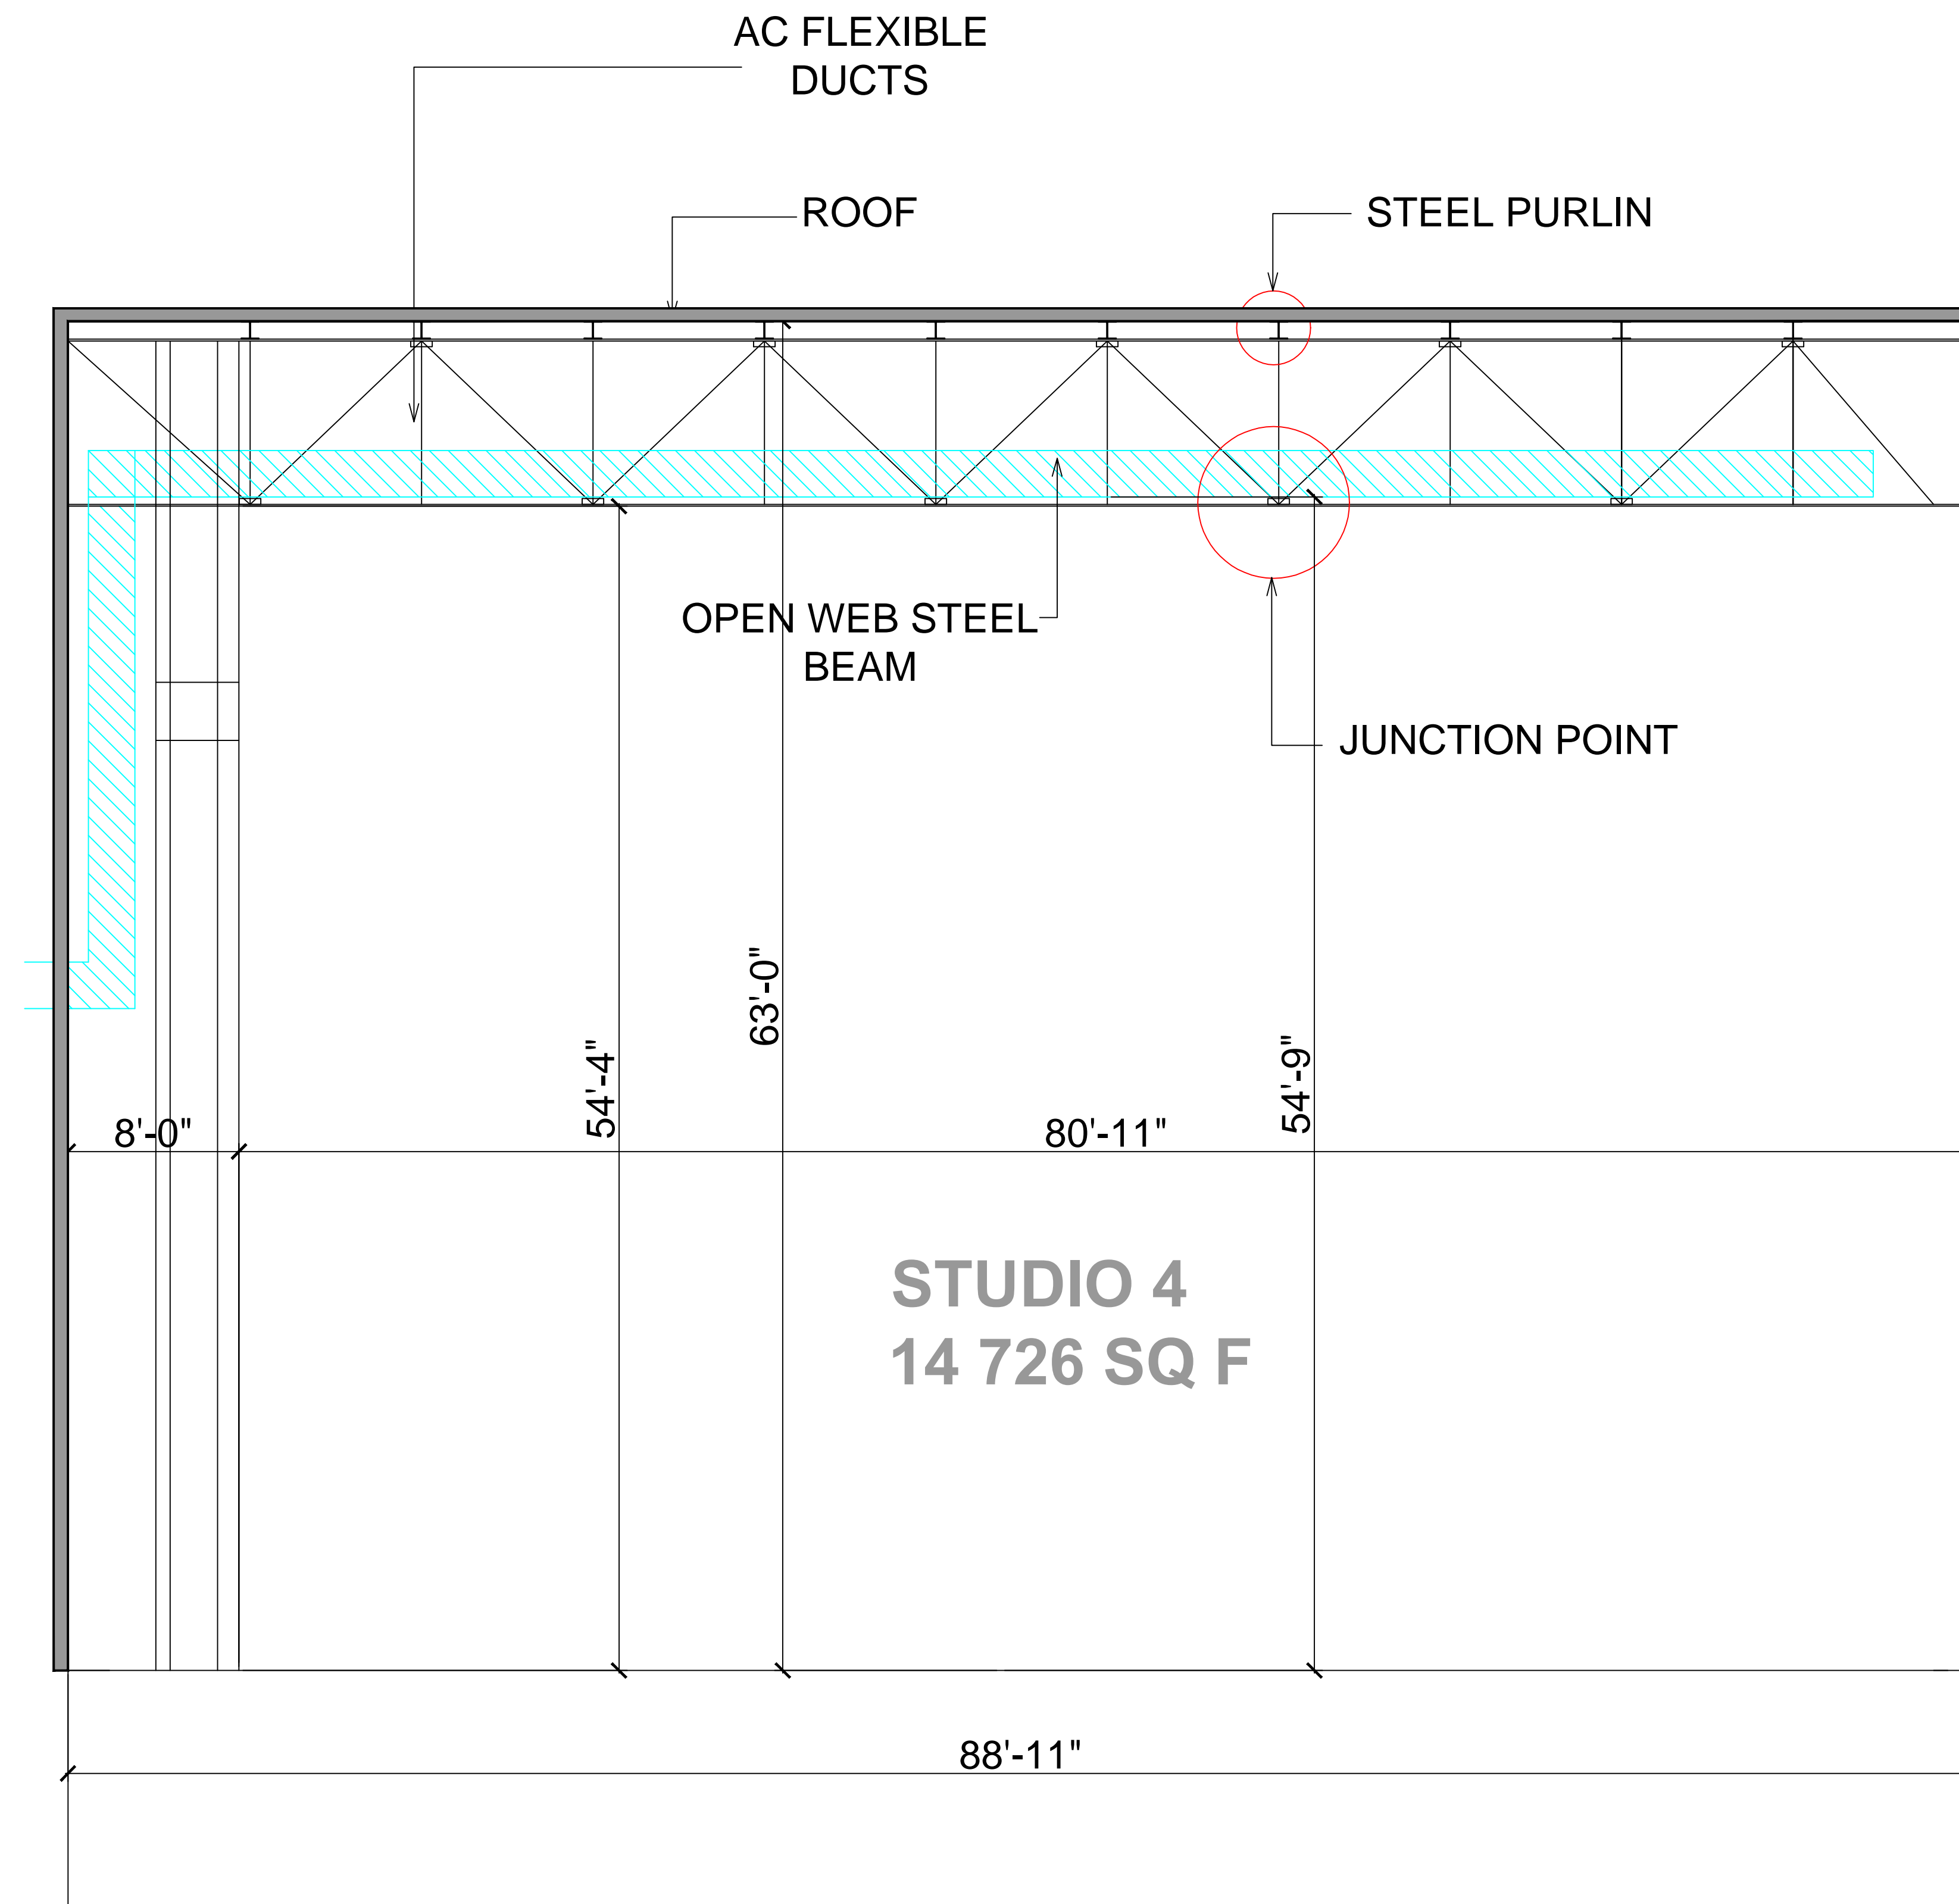 AC FLEXIBLE
DUCTS
ROOF
STEEL PURLIN
OPEN WEB STEEL
BEAM
JUNCTION POINT
63'-0"
54'-4"
54'-9"
8'-0"
80'-11"
STUDIO 4
14 726 SQ F
88'-11"